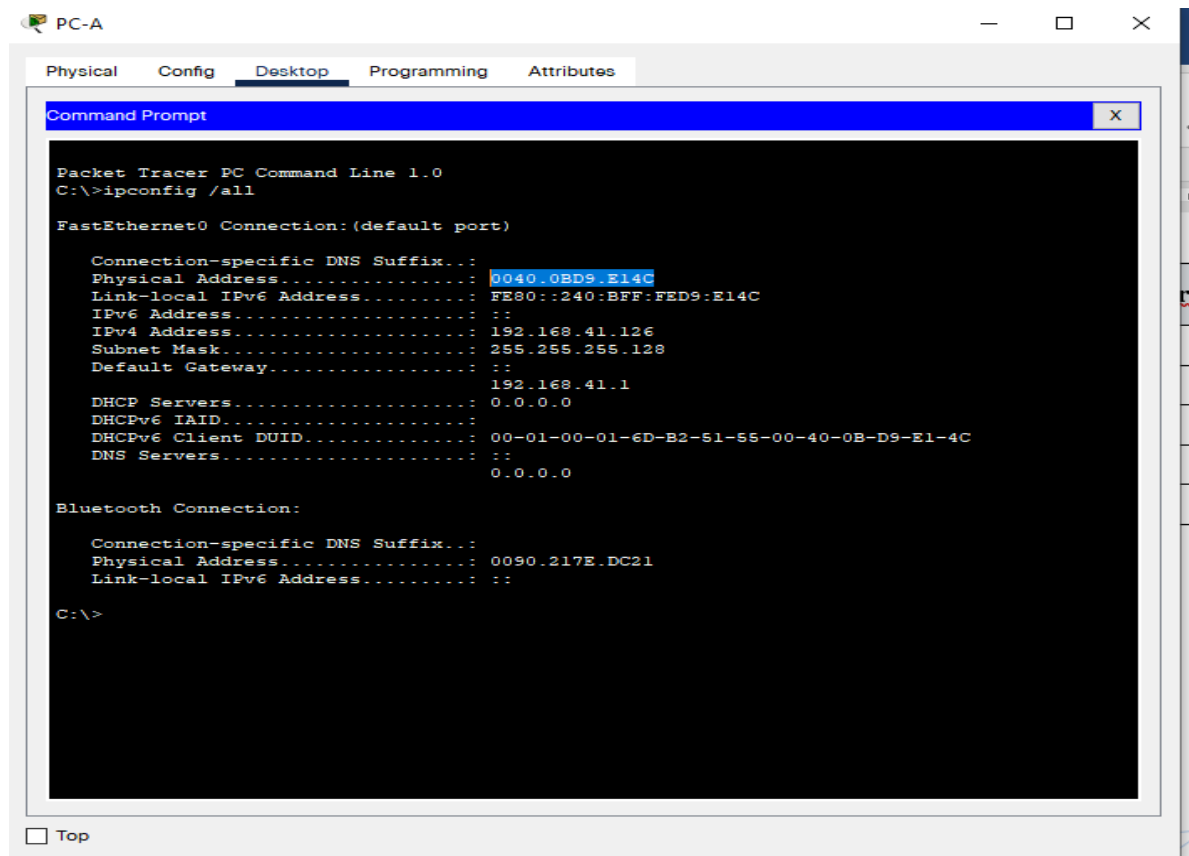 PC-A
Physical Config Desktop Programming Attributes
Command Prompt X
Packet Tracer PC Command Line 1.0
C:\>ipconfig /all
FastEthernet0 Connection:(default port)
Connection-specific DNS Suffix..:
Physical Address................: 0040.0BD9.E14C
Link-local IPv6 Address.........: FE80::240:BFF:FED9:E14C
IPv6 Address....................: ::
IPv4 Address....................: 192.168.41.126
Subnet Mask.....................: 255.255.255.128
Default Gateway.................: ::
192.168.41.1
DHCP Servers....................: 0.0.0.0
DHCPv6 IAID.....................:
DHCPv6 Client DUID..............: 00-01-00-01-6D-B2-51-55-00-40-0B-D9-E1-4C
DNS Servers.....................: ::
0.0.0.0
Bluetooth Connection:
Connection-specific DNS Suffix..:
Physical Address................: 0090.217E.DC21
Link-local IPv6 Address.........: ::
C:\>
Top